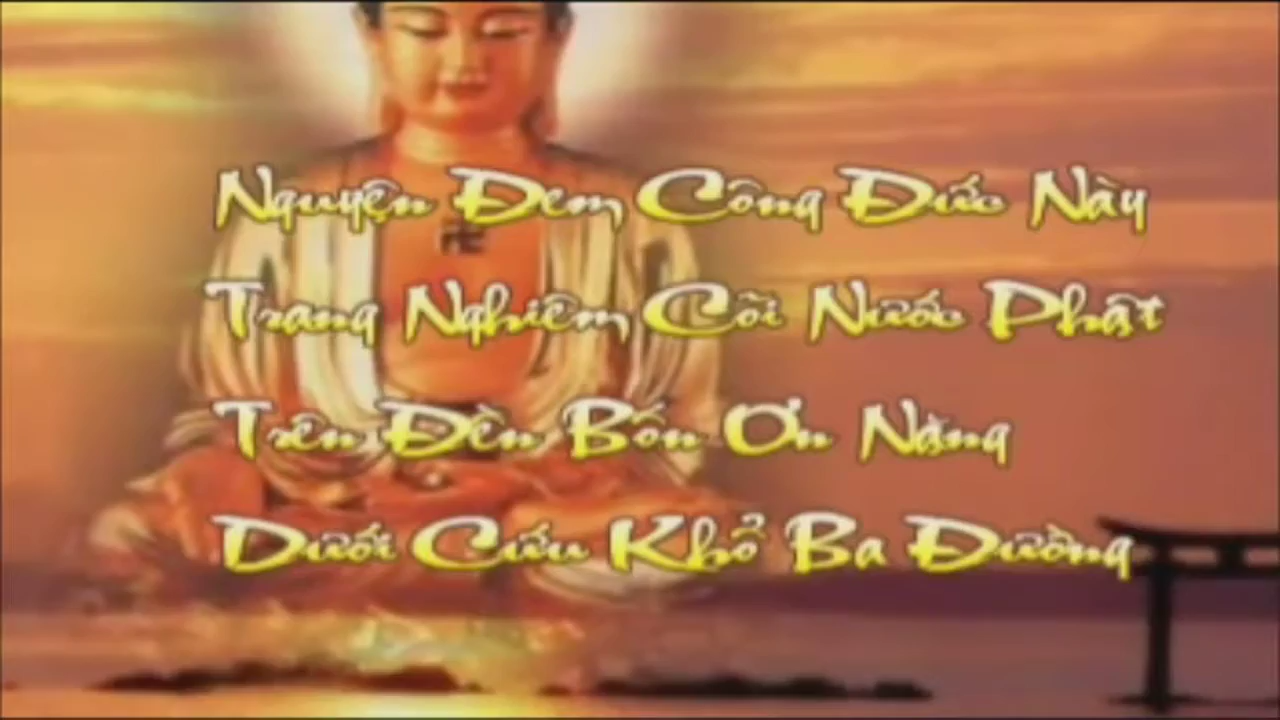 Nguyện Đem Công Đức Này
Trang Nghiêm Cõi Nước Phật
Trên Đền Bốn Ơn Nặng
Dưới Cứu Khổ Ba Đường